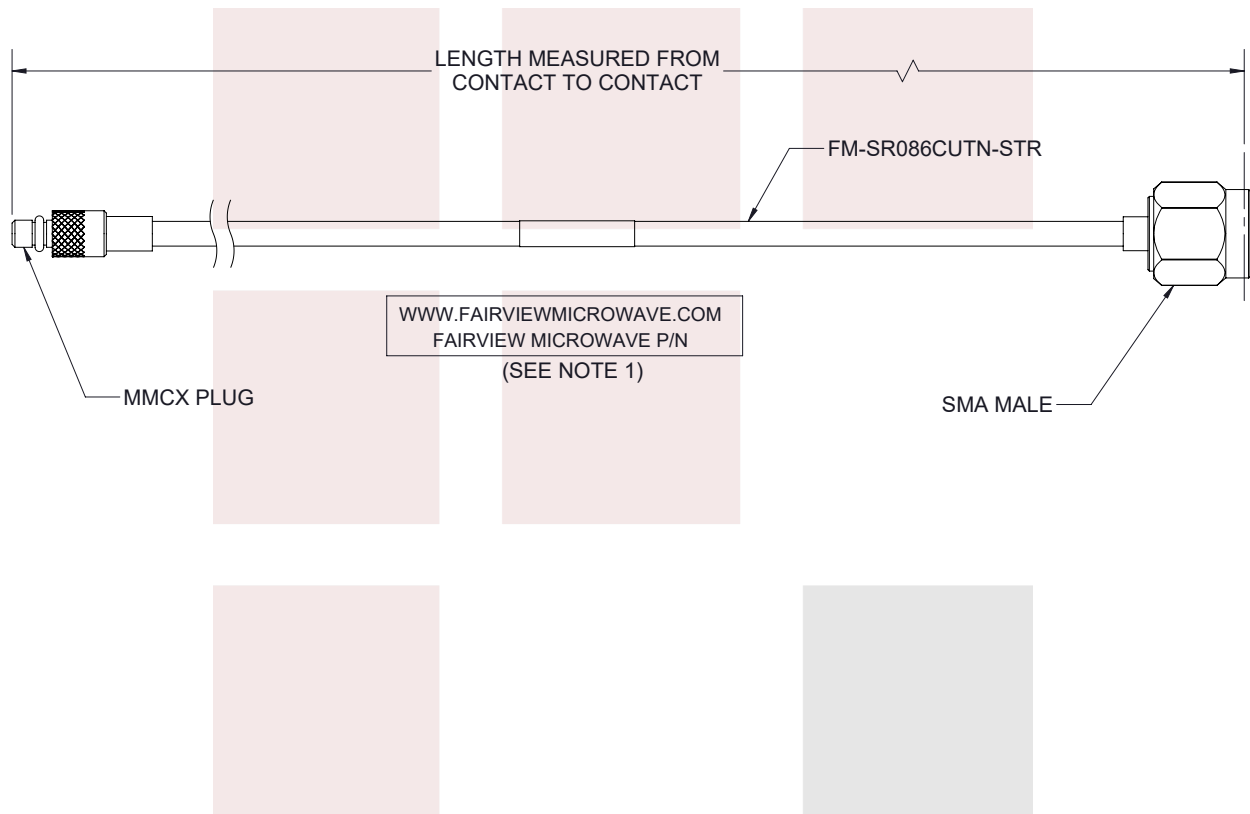 LENGTH MEASURED FROM
CONTACT TO CONTACT
FM-SR086CUTN-STR
WWW.FAIRVIEWMICROWAVE.COM
FAIRVIEW MICROWAVE P/N
(SEE NOTE 1)
MMCX PLUG
SMA MALE